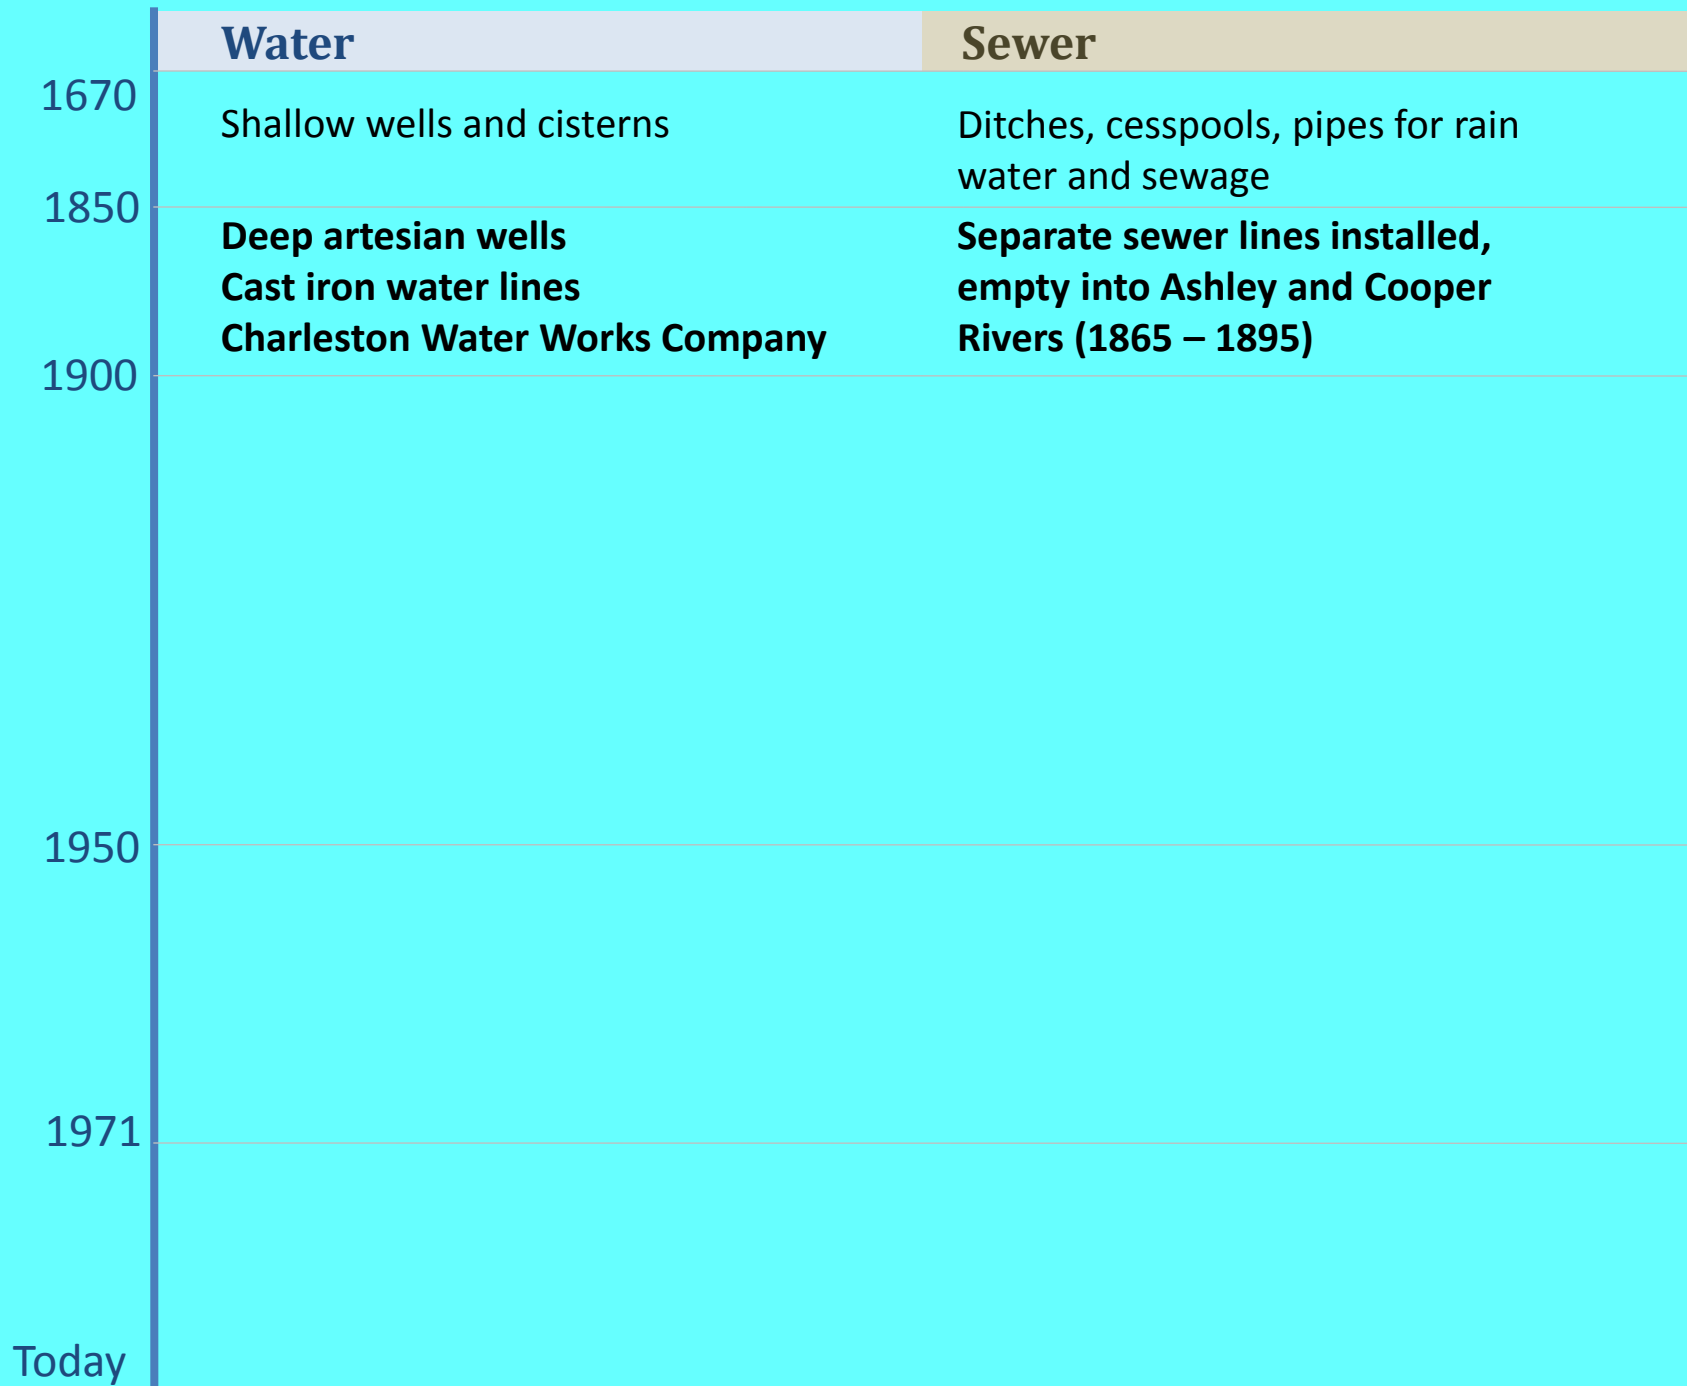 Water
Sewer
1670
Shallow wells and cisterns
Ditches, cesspools, pipes for rain
water and sewage
1850
Deep artesian wells
Cast iron water lines
Charleston Water Works Company
Separate sewer lines installed,
empty into Ashley and Cooper
Rivers (1865 – 1895)
1900
1950
1971
Today